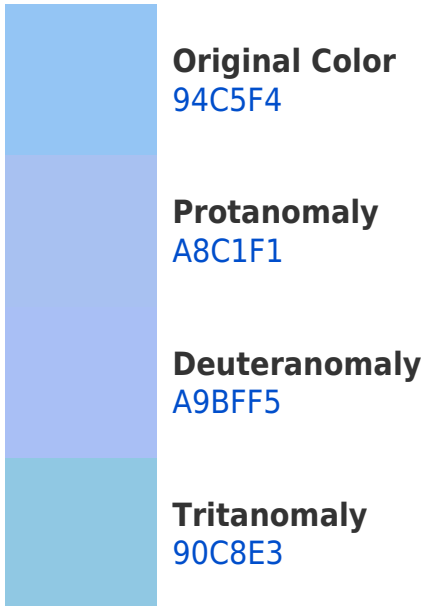 Original Color
94C5F4
Protanomaly
A8C1F1
Deuteranomaly
A9BFF5
Tritanomaly
90C8E3